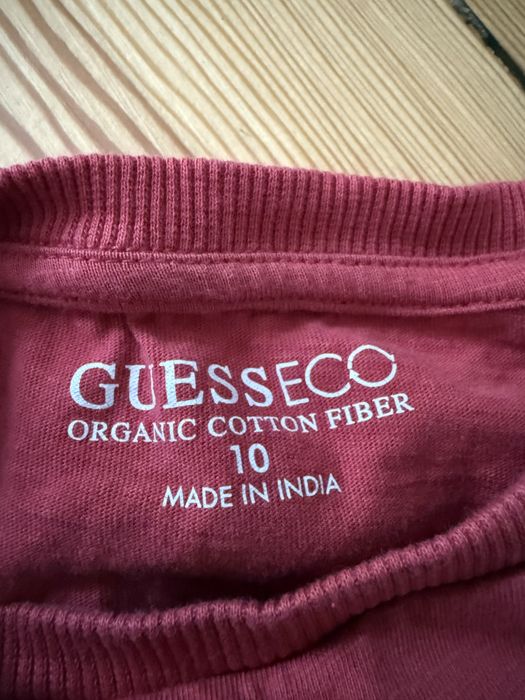 GUESSECO
ORGANIC COTTON FIBER
10
MADE IN INDIA